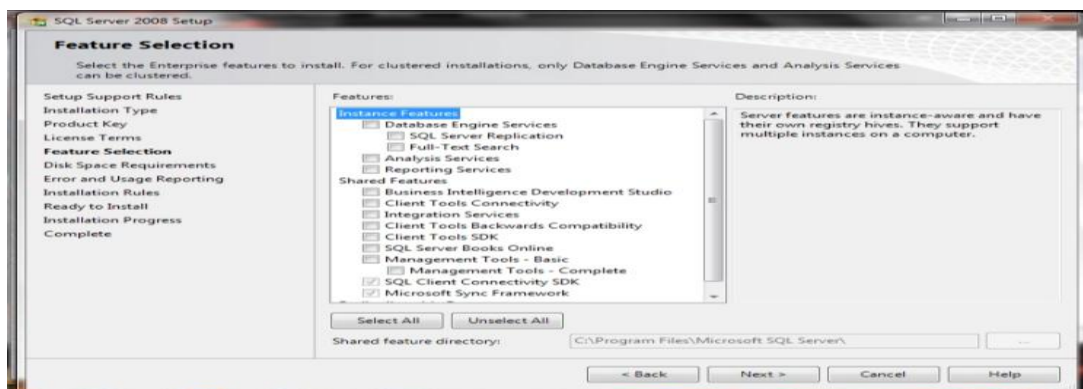 SQL Server 2008 Setup
Feature Selection
Select the Enterprise features to install. For clustered installations, only Database Engine Services and Analysis Services
can be clustered.
Setup Support Rules
Installation Type
Product Key
License Terms
Feature Selection
Disk Space Requirements
Error and Usage Reporting
Installation Rules
Ready to Install
Installation Progress
Complete
Features:
Instance Features
Database Engine Services
SQL Server Replication
Full-Text Search
Analysis Services
Reporting Services
Shared Features
Business Intelligence Development Studio
Client Tools Connectivity
Integration Services
Client Tools Backwards Compatibility
Client Tools SDK
SQL Server Books Online
Management Tools - Basic
Management Tools - Complete
SQL Client Connectivity SDK
Microsoft Sync Framework
Description:
Server features are instance-aware and have
their own registry hives. They support
multiple instances on a computer.
Select All
Unselect All
Shared feature directory:
C:\Program Files\Microsoft SQL Server\
...
< Back
Next >
Cancel
Help